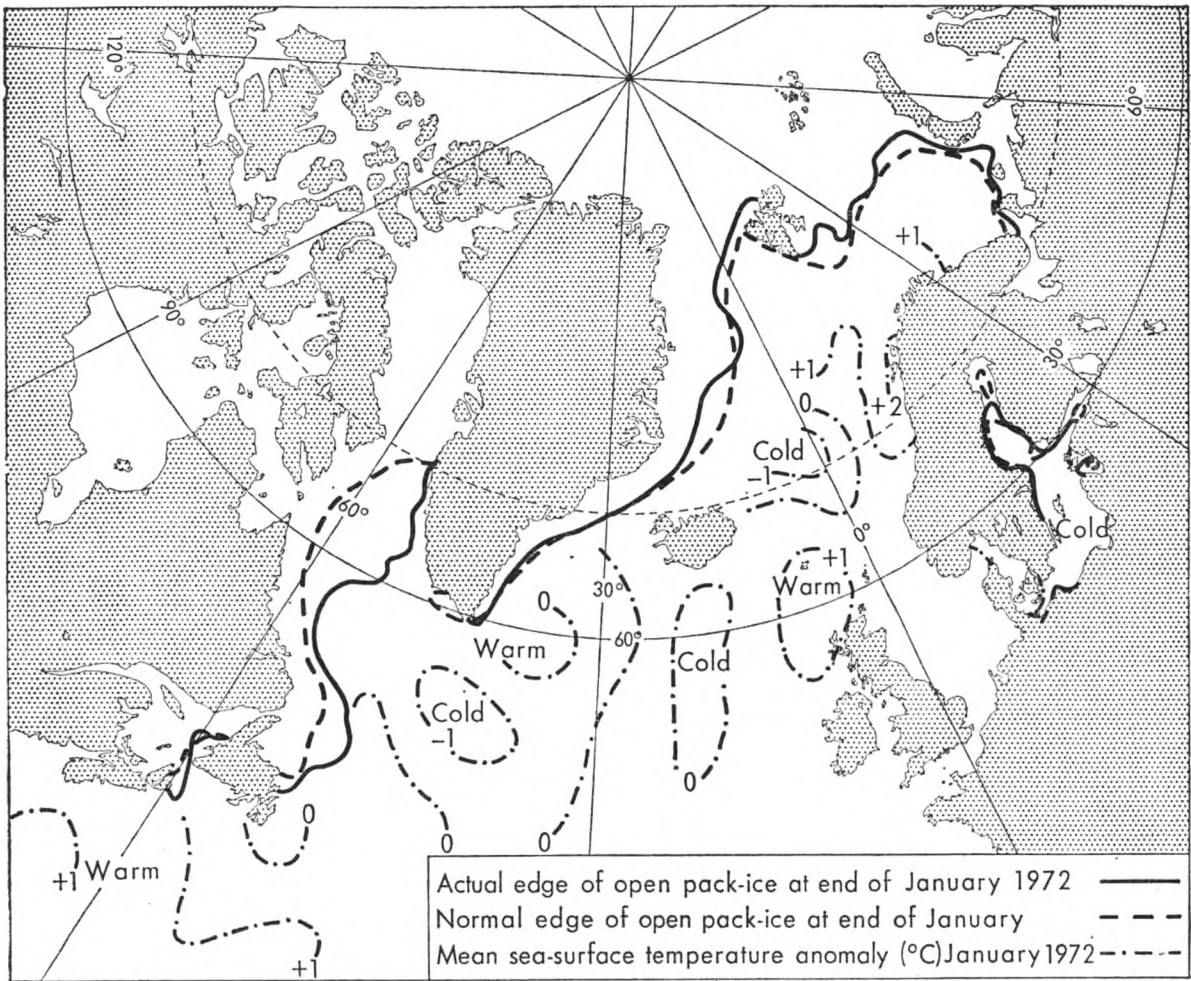 120°
60°
90°
+1
30°
+1
0
+2
Cold
-1
60°
0°
Cold
+1
Warm
0
30°
Warm
60°
Cold
Cold
-1
0
0
0
0
Warm
+1
+1
Actual edge of open pack-ice at end of January 1972
Normal edge of open pack-ice at end of January
Mean sea-surface temperature anomaly (°C) January 1972